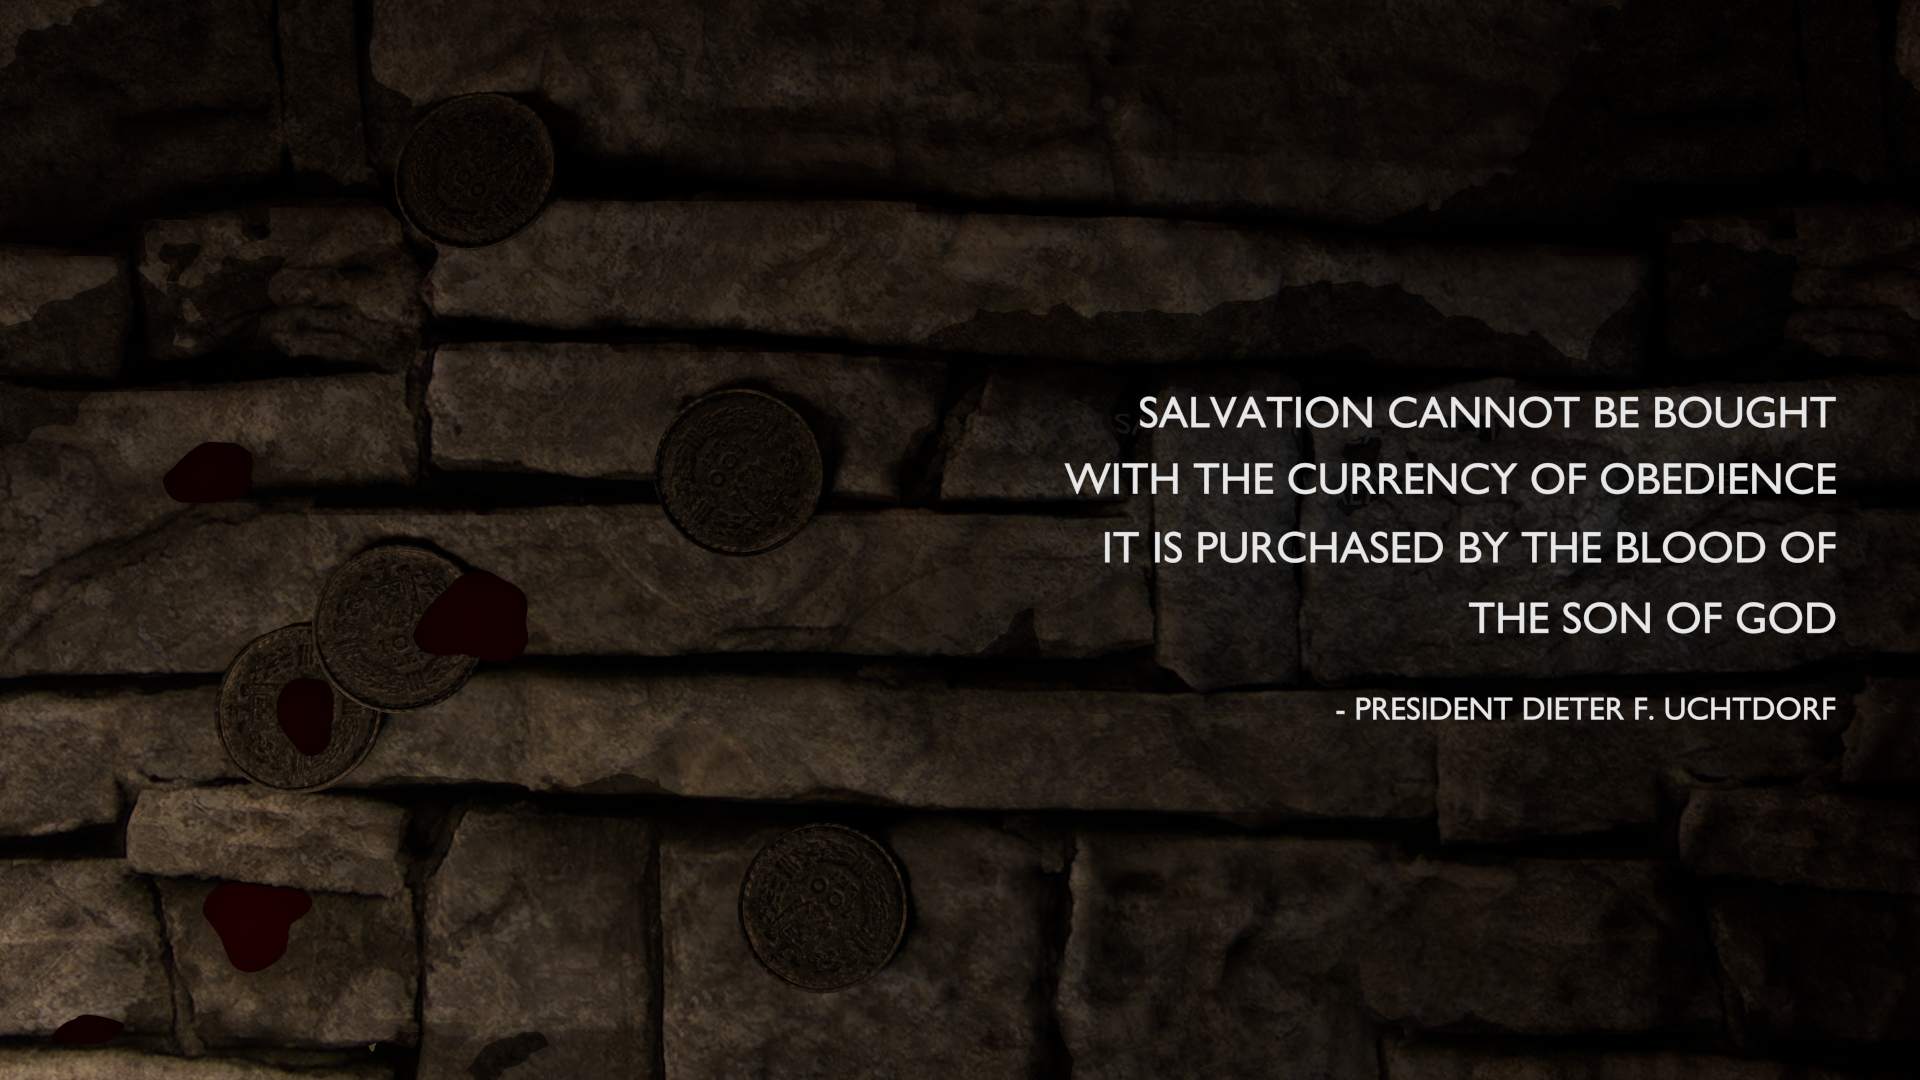 SALVATION CANNOT BE BOUGHT
WITH THE CURRENCY OF OBEDIENCE
IT IS PURCHASED BY THE BLOOD OF
THE SON OF GOD
- PRESIDENT DIETER F. UCHTDORF